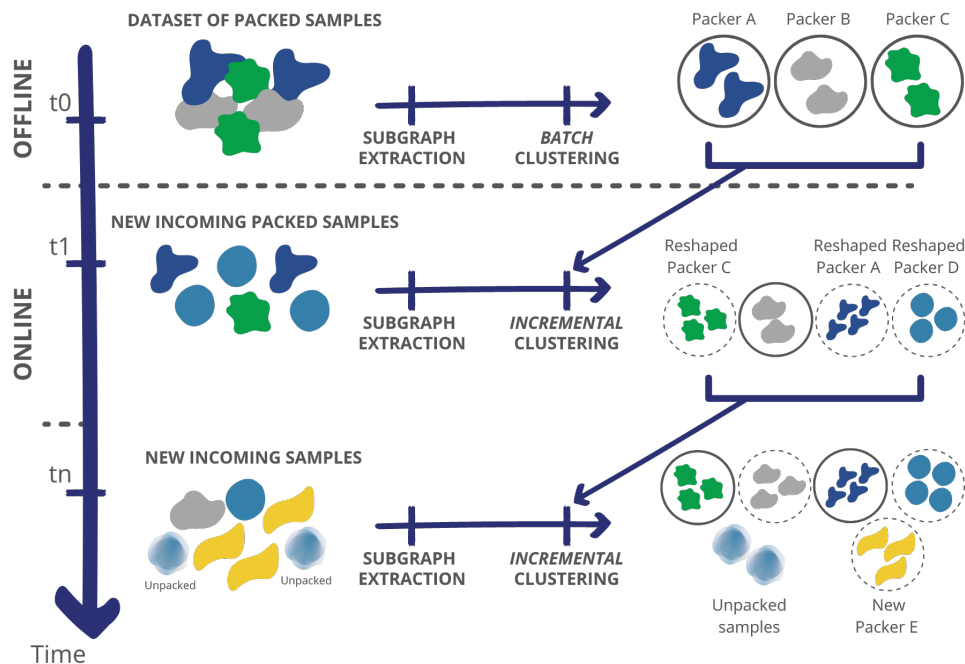 DATASET OF PACKED SAMPLES
Packer A
Packer B
Packer C
OFFLINE
t0
SUBGRAPH
EXTRACTION
BATCH
CLUSTERING
NEW INCOMING PACKED SAMPLES
t1
ONLINE
SUBGRAPH
EXTRACTION
INCREMENTAL
CLUSTERING
Reshaped
Packer C
Reshaped
Packer A
Reshaped
Packer D
tn
NEW INCOMING SAMPLES
Unpacked
Unpacked
SUBGRAPH
EXTRACTION
INCREMENTAL
CLUSTERING
Unpacked
samples
New
Packer E
Time